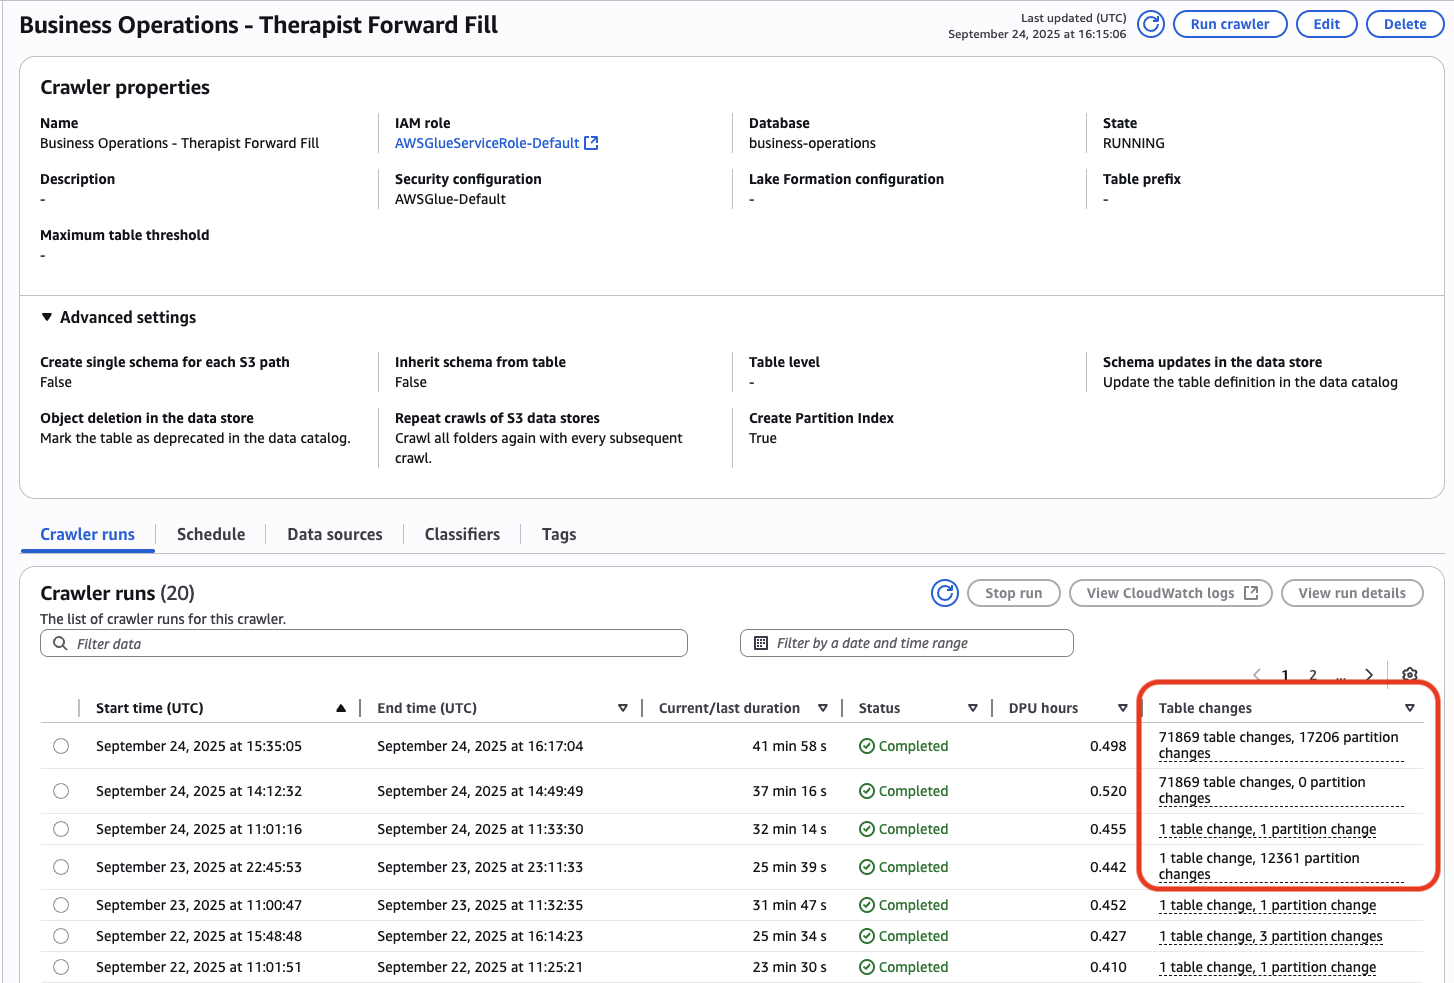 Business Operations - Therapist Forward Fill
Last updated (UTC)
September 24, 2025 at 16:15:06
Run crawler
Edit
Delete
Crawler properties
Name
Business Operations - Therapist Forward Fill
IAM role
AWSGlueServiceRole-Default
Database
business-operations
State
RUNNING
Description
-
Security configuration
AWSGlue-Default
Lake Formation configuration
-
Table prefix
-
Maximum table threshold
-
Advanced settings
Create single schema for each S3 path
False
Inherit schema from table
False
Table level
-
Schema updates in the data store
Update the table definition in the data catalog
Object deletion in the data store
Mark the table as deprecated in the data catalog.
Repeat crawls of S3 data stores
Crawl all folders again with every subsequent
crawl.
Create Partition Index
True
Crawler runs
Schedule
Data sources
Classifiers
Tags
Crawler runs (20)
The list of crawler runs for this crawler.
Stop run
View CloudWatch logs
View run details
Filter data
Filter by a date and time range
1 2 ...
Start time (UTC) End time (UTC) Current/last duration Status DPU hours Table changes
September 24, 2025 at 15:35:05 September 24, 2025 at 16:17:04 41 min 58 s Completed 0.498 71869 table changes, 17206 partition
changes
September 24, 2025 at 14:12:32 September 24, 2025 at 14:49:49 37 min 16 s Completed 0.520 71869 table changes, 0 partition
changes
September 24, 2025 at 11:01:16 September 24, 2025 at 11:33:30 32 min 14 s Completed 0.455 1 table change, 1 partition change
September 23, 2025 at 22:45:53 September 23, 2025 at 23:11:33 25 min 39 s Completed 0.442 1 table change, 12361 partition
changes
September 23, 2025 at 11:00:47 September 23, 2025 at 11:32:35 31 min 47 s Completed 0.452 1 table change, 1 partition change
September 22, 2025 at 15:48:48 September 22, 2025 at 16:14:23 25 min 34 s Completed 0.427 1 table change, 3 partition changes
September 22, 2025 at 11:01:51 September 22, 2025 at 11:25:21 23 min 30 s Completed 0.410 1 table change, 1 partition change